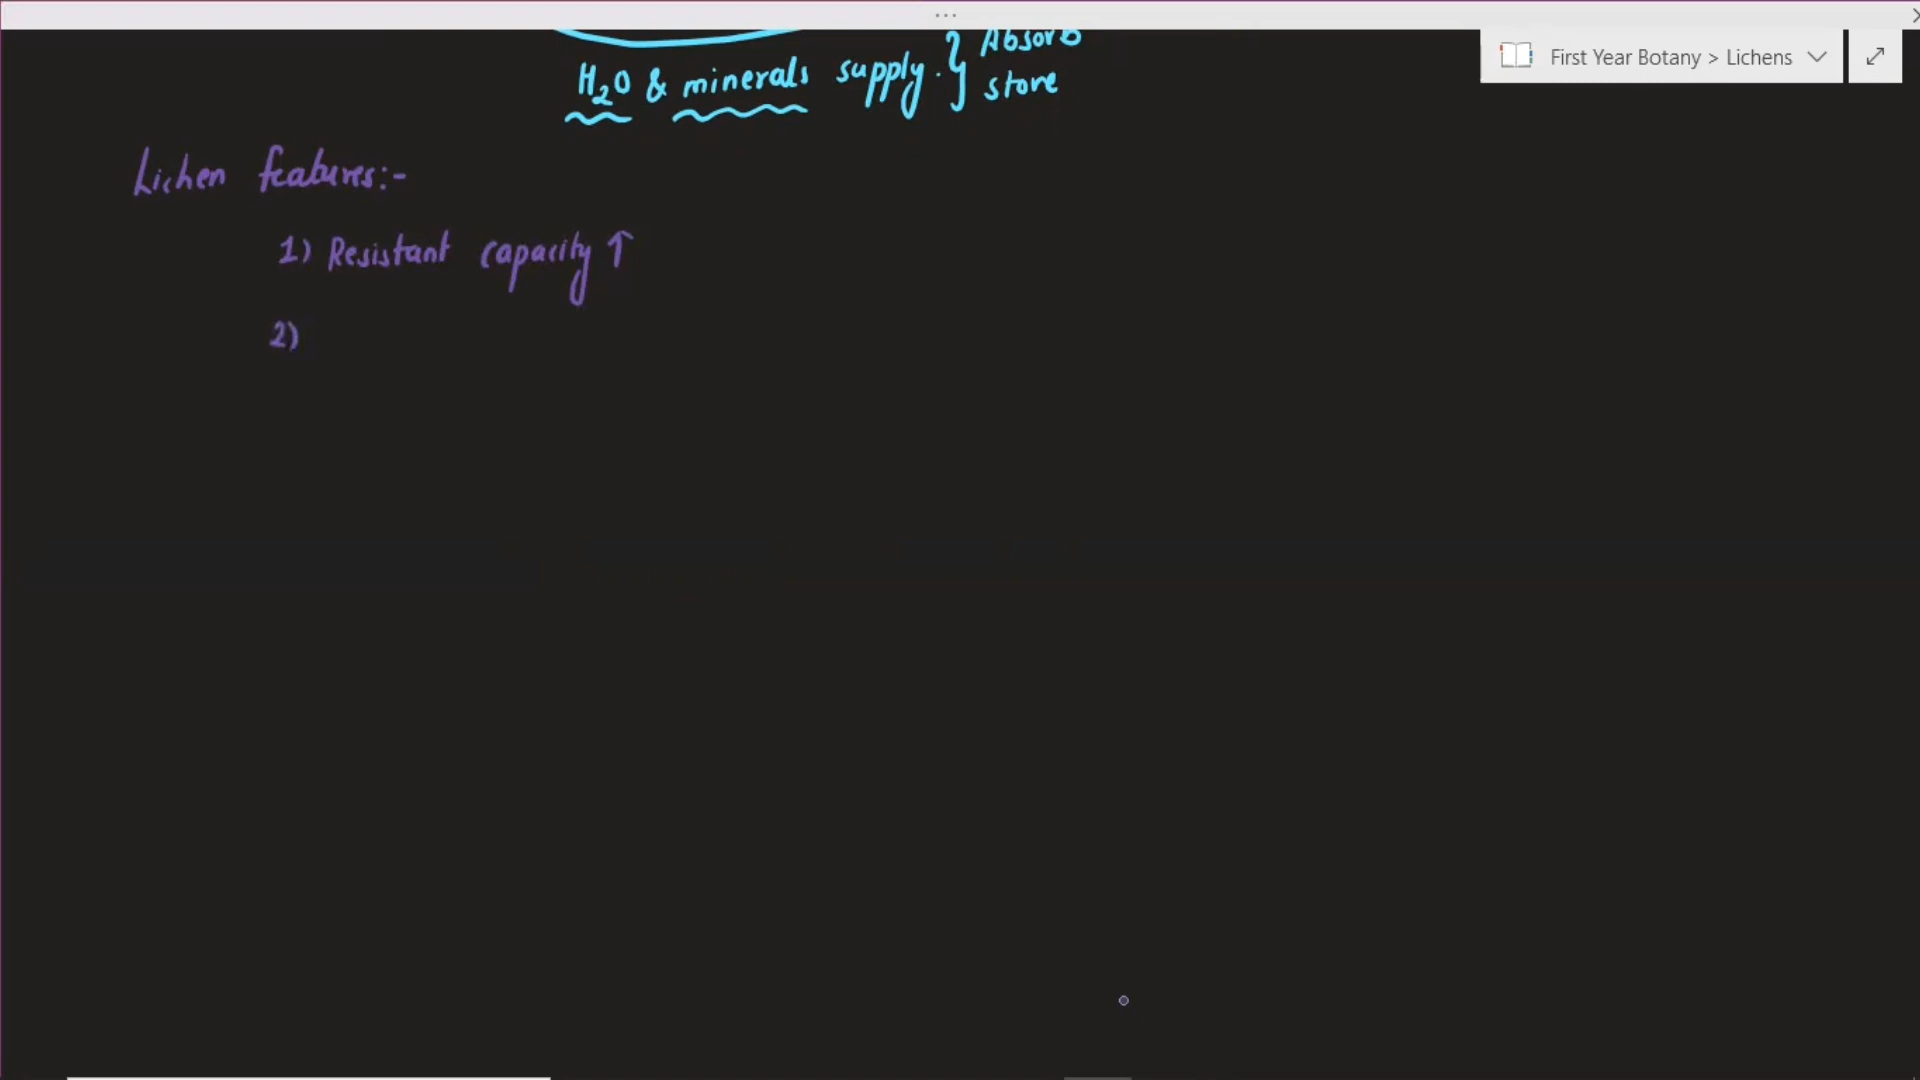 Absorb
H2O & minerals supply. } store
First Year Botany > Lichens
Lichen features:-
1) Resistant capacity ↑
2)